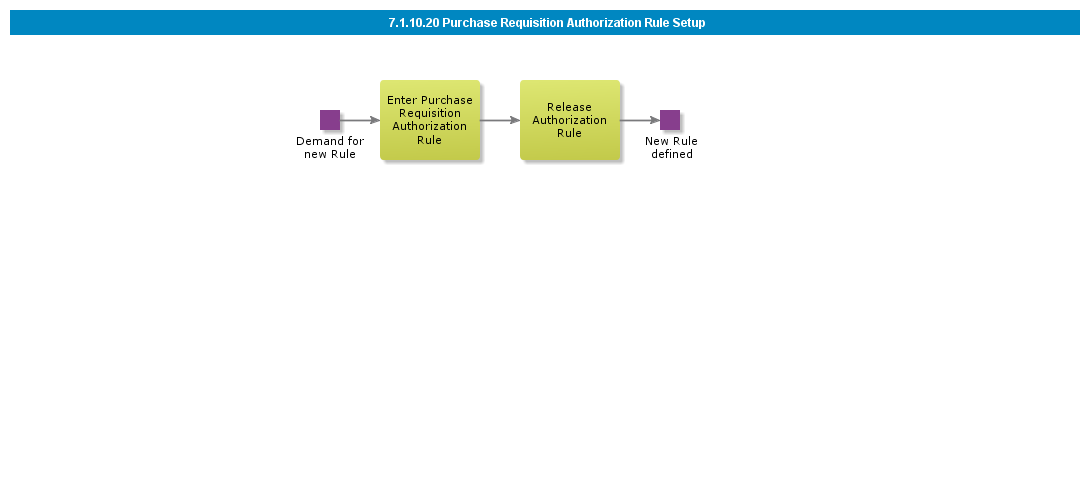 7.1.10.20 Purchase Requisition Authorization Rule Setup
Enter Purchase
Requisition
Authorization
Rule
Release
Authorization
Rule
Demand for
new Rule
New Rule
defined